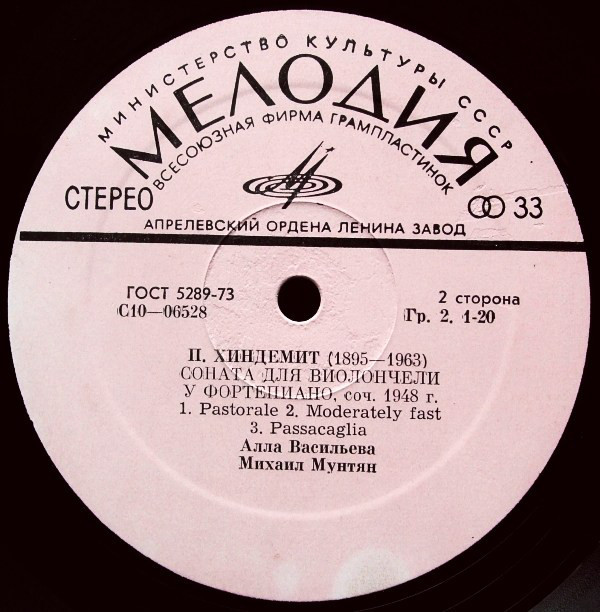 МИНИСТЕРСТВО КУЛЬТУРЫ СССР
МЕЛОДИЯ
ВСЕСОЮЗНАЯ ФИРМА ГРАМПЛАСТИНОК
СТЕРЕО
33
АПРЕЛЕВСКИЙ ОРДЕНА ЛЕНИНА ЗАВОД
ГОСТ 5289-73
2 сторона
С10—06528
Гр. 2. 1-20
П. ХИНДЕМИТ (1895—1963)
СОНАТА ДЛЯ ВИОЛОНЧЕЛИ
У ФОРТЕПИАНО, соч. 1948 г.
1. Pastorale 2. Moderately fast
3. Passacaglia
Алла Васильева
Михаил Мунтян